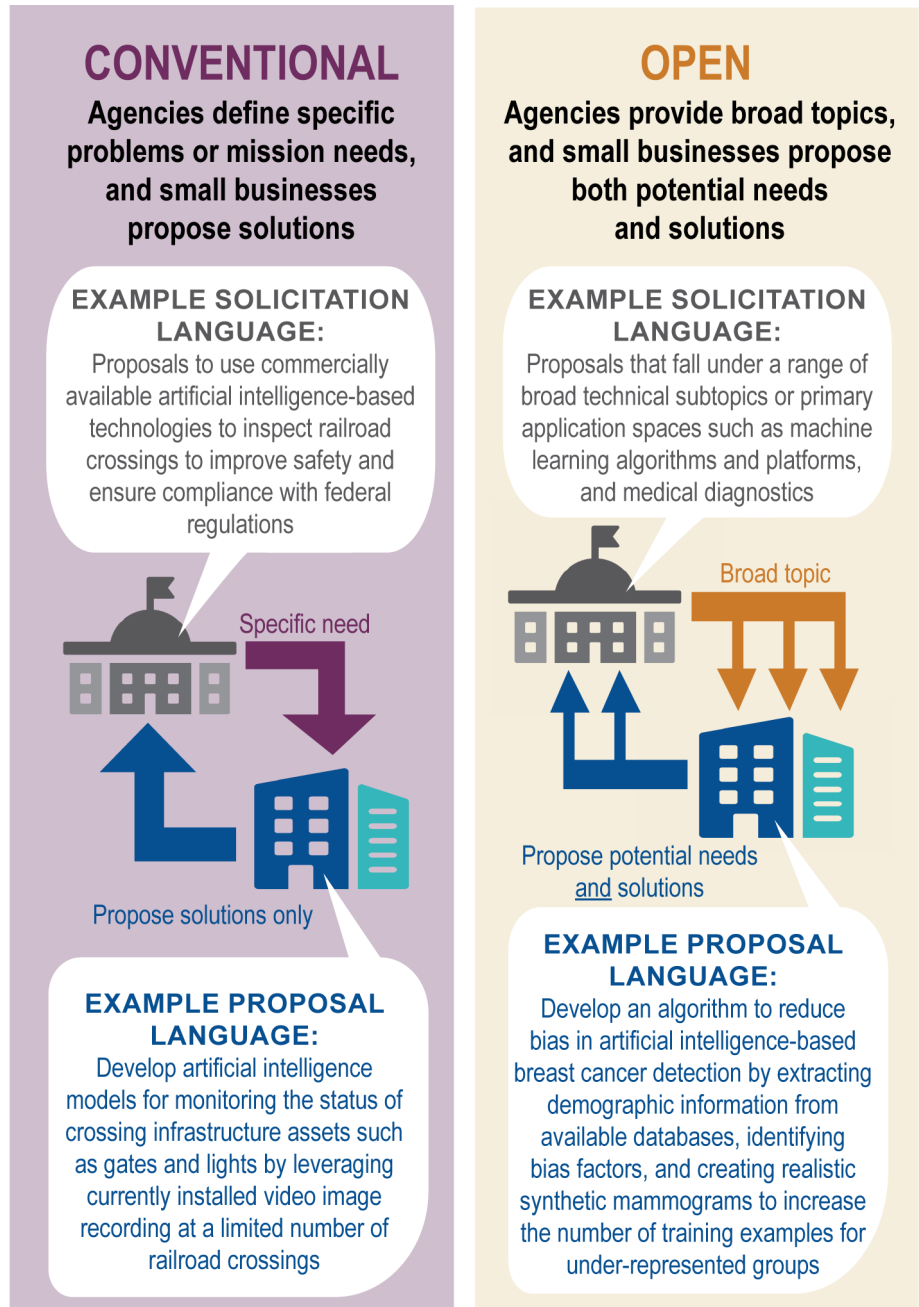 CONVENTIONAL
Agencies define specific
problems or mission needs,
and small businesses
propose solutions
EXAMPLE SOLICITATION
LANGUAGE:
Proposals to use commercially
available artificial intelligence-based
technologies to inspect railroad
crossings to improve safety and
ensure compliance with federal
regulations
Specific need
Propose solutions only
EXAMPLE PROPOSAL
LANGUAGE:
Develop artificial intelligence
models for monitoring the status of
crossing infrastructure assets such
as gates and lights by leveraging
currently installed video image
recording at a limited number of
railroad crossings
OPEN
Agencies provide broad topics,
and small businesses propose
both potential needs
and solutions
EXAMPLE SOLICITATION
LANGUAGE:
Proposals that fall under a range of
broad technical subtopics or primary
application spaces such as machine
learning algorithms and platforms,
and medical diagnostics
Broad topic
Propose potential needs
and solutions
EXAMPLE PROPOSAL
LANGUAGE:
Develop an algorithm to reduce
bias in artificial intelligence-based
breast cancer detection by extracting
demographic information from
available databases, identifying
bias factors, and creating realistic
synthetic mammograms to increase
the number of training examples for
under-represented groups